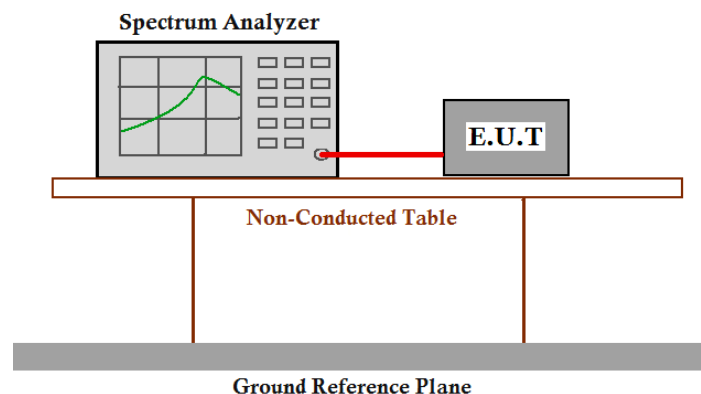 Spectrum Analyzer
E.U.T
Non-Conducted Table
Ground Reference Plane